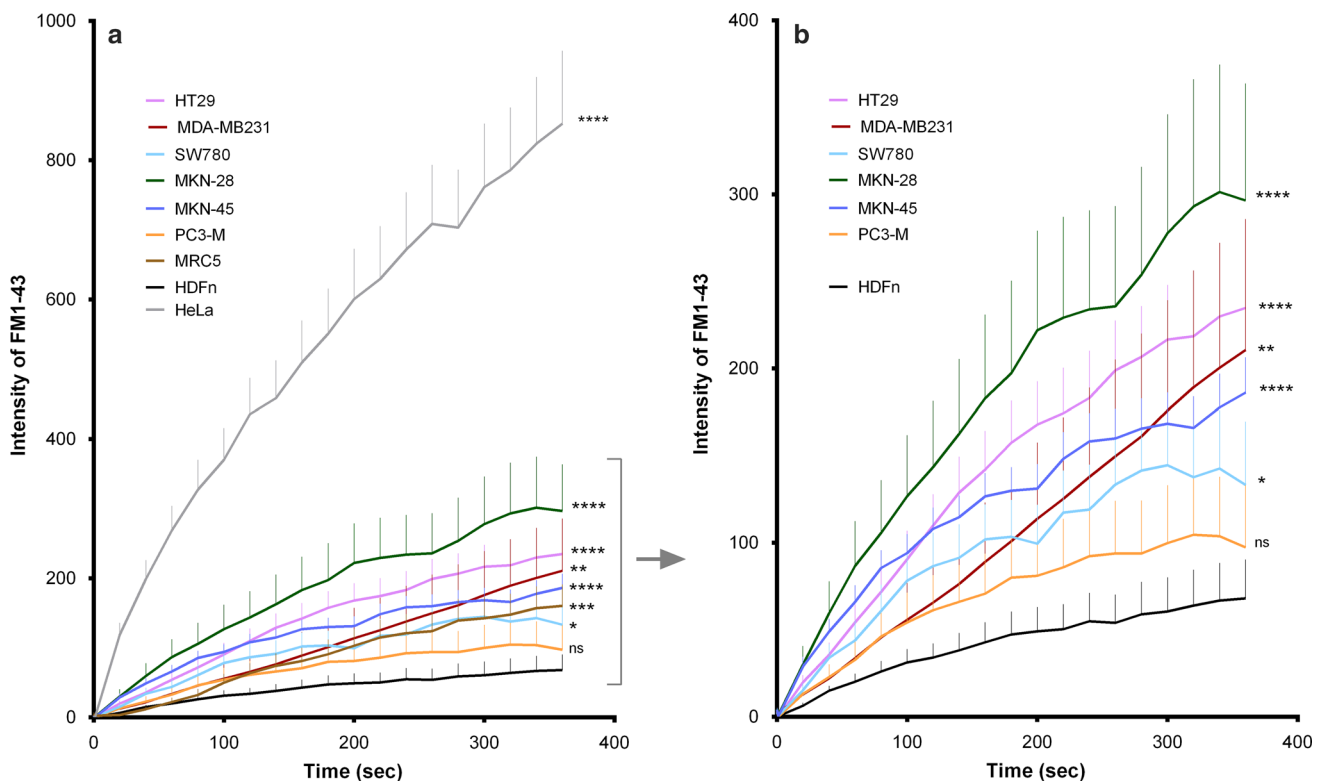 a
Intensity of FM1-43
1000
800
600
400
200
0
HT29
MDA-MB231
SW780
MKN-28
MKN-45
PC3-M
MRC5
HDFn
HeLa
****
****
****
**
****
***
*
ns
0 100 200 300 400
Time (sec)
b
Intensity of FM1-43
400
300
200
100
0
HT29
MDA-MB231
SW780
MKN-28
MKN-45
PC3-M
HDFn
****
****
**
****
*
ns
0 100 200 300 400
Time (sec)